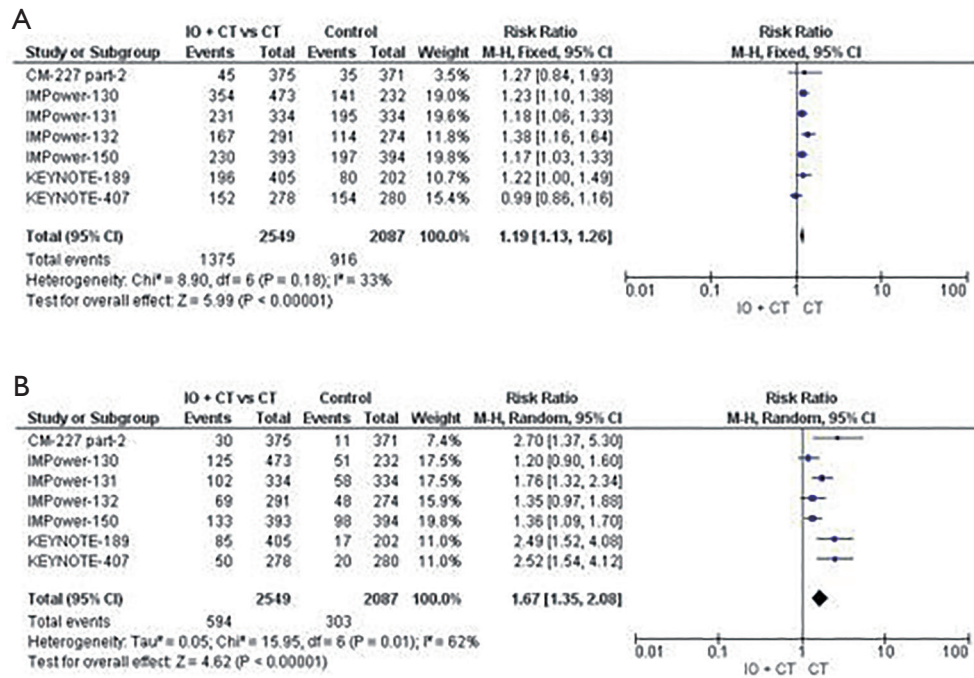 A
IO + CT vs CT Control Risk Ratio Risk Ratio
Study or Subgroup Events Total Events Total Weight M-H, Fixed, 95% CI M-H, Fixed, 95% CI
CM-227 part-2 45 375 35 371 3.5% 1.27 [0.84, 1.93]
IMPower-130 354 473 141 232 19.0% 1.23 [1.10, 1.38]
IMPower-131 231 334 195 334 19.6% 1.18 [1.06, 1.33]
IMPower-132 167 291 114 274 11.8% 1.38 [1.16, 1.64]
IMPower-150 230 393 197 394 19.8% 1.17 [1.03, 1.33]
KEYNOTE-189 196 405 80 202 10.7% 1.22 [1.00, 1.49]
KEYNOTE-407 152 278 154 280 15.4% 0.99 [0.86, 1.16]
Total (95% CI) 2549 2087 100.0% 1.19 [1.13, 1.26]
Total events 1375 916
Heterogeneity: Chi² = 8.90, df = 6 (P = 0.18); I² = 33%
Test for overall effect: Z = 5.99 (P < 0.00001)
0.01 0.1 1 10 100
IO + CT CT
B
IO + CT vs CT Control Risk Ratio Risk Ratio
Study or Subgroup Events Total Events Total Weight M-H, Random, 95% CI M-H, Random, 95% CI
CM-227 part-2 30 375 11 371 7.4% 2.70 [1.37, 5.30]
IMPower-130 125 473 51 232 17.5% 1.20 [0.90, 1.60]
IMPower-131 102 334 58 334 17.5% 1.76 [1.32, 2.34]
IMPower-132 69 291 48 274 15.9% 1.35 [0.97, 1.88]
IMPower-150 133 393 98 394 19.8% 1.36 [1.09, 1.70]
KEYNOTE-189 85 405 17 202 11.0% 2.49 [1.52, 4.08]
KEYNOTE-407 50 278 20 280 11.0% 2.52 [1.54, 4.12]
Total (95% CI) 2549 2087 100.0% 1.67 [1.35, 2.08]
Total events 594 303
Heterogeneity: Tau² = 0.05; Chi² = 15.95, df = 6 (P = 0.01); I² = 62%
Test for overall effect: Z = 4.62 (P < 0.00001)
0.01 0.1 1 10 100
IO + CT CT